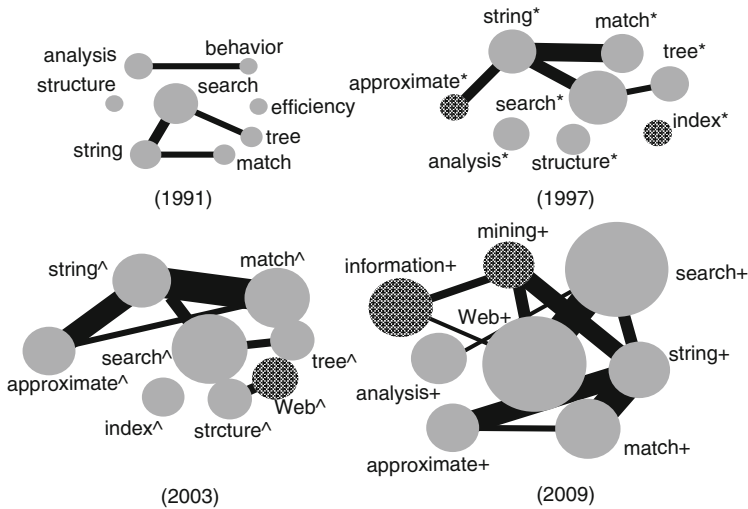 analysis
behavior
structure
search
efficiency
string
tree
match
(1991)
string*
match*
tree*
approximate*
search*
index*
analysis*
structure*
(1997)
string^
match^
search^
tree^
approximate^
Web^
index^
strcture^
(2003)
mining+
information+
search+
Web+
string+
analysis+
match+
approximate+
(2009)